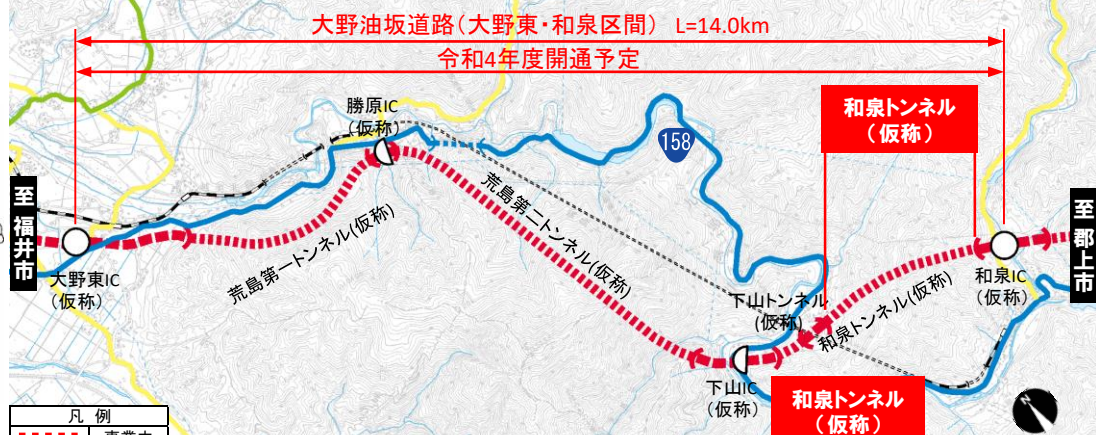 大野油坂道路(大野東・和泉区間) L=14.0km
令和4年度開通予定
和泉トンネル
(仮称)
勝原IC
(仮称)
158
至福井市
荒島第一トンネル(仮称)
荒島第二トンネル(仮称)
大野東IC
(仮称)
下山トンネル
(仮称)
和泉トンネル(仮称)
和泉IC
(仮称)
至郡上市
下山IC
(仮称)
和泉トンネル
(仮称)
凡 例
事業中
N